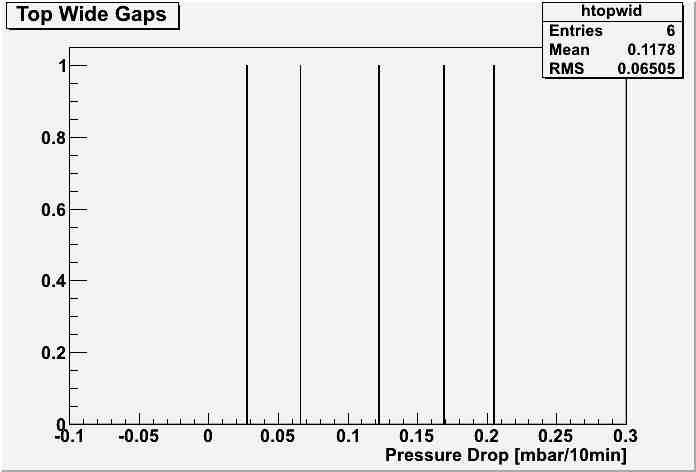 Top Wide Gaps
htopwid
Entries 6
Mean 0.1178
RMS 0.06505
1
0.8
0.6
0.4
0.2
0
-0.1 -0.05 0 0.05 0.1 0.15 0.2 0.25 0.3
Pressure Drop [mbar/10min]